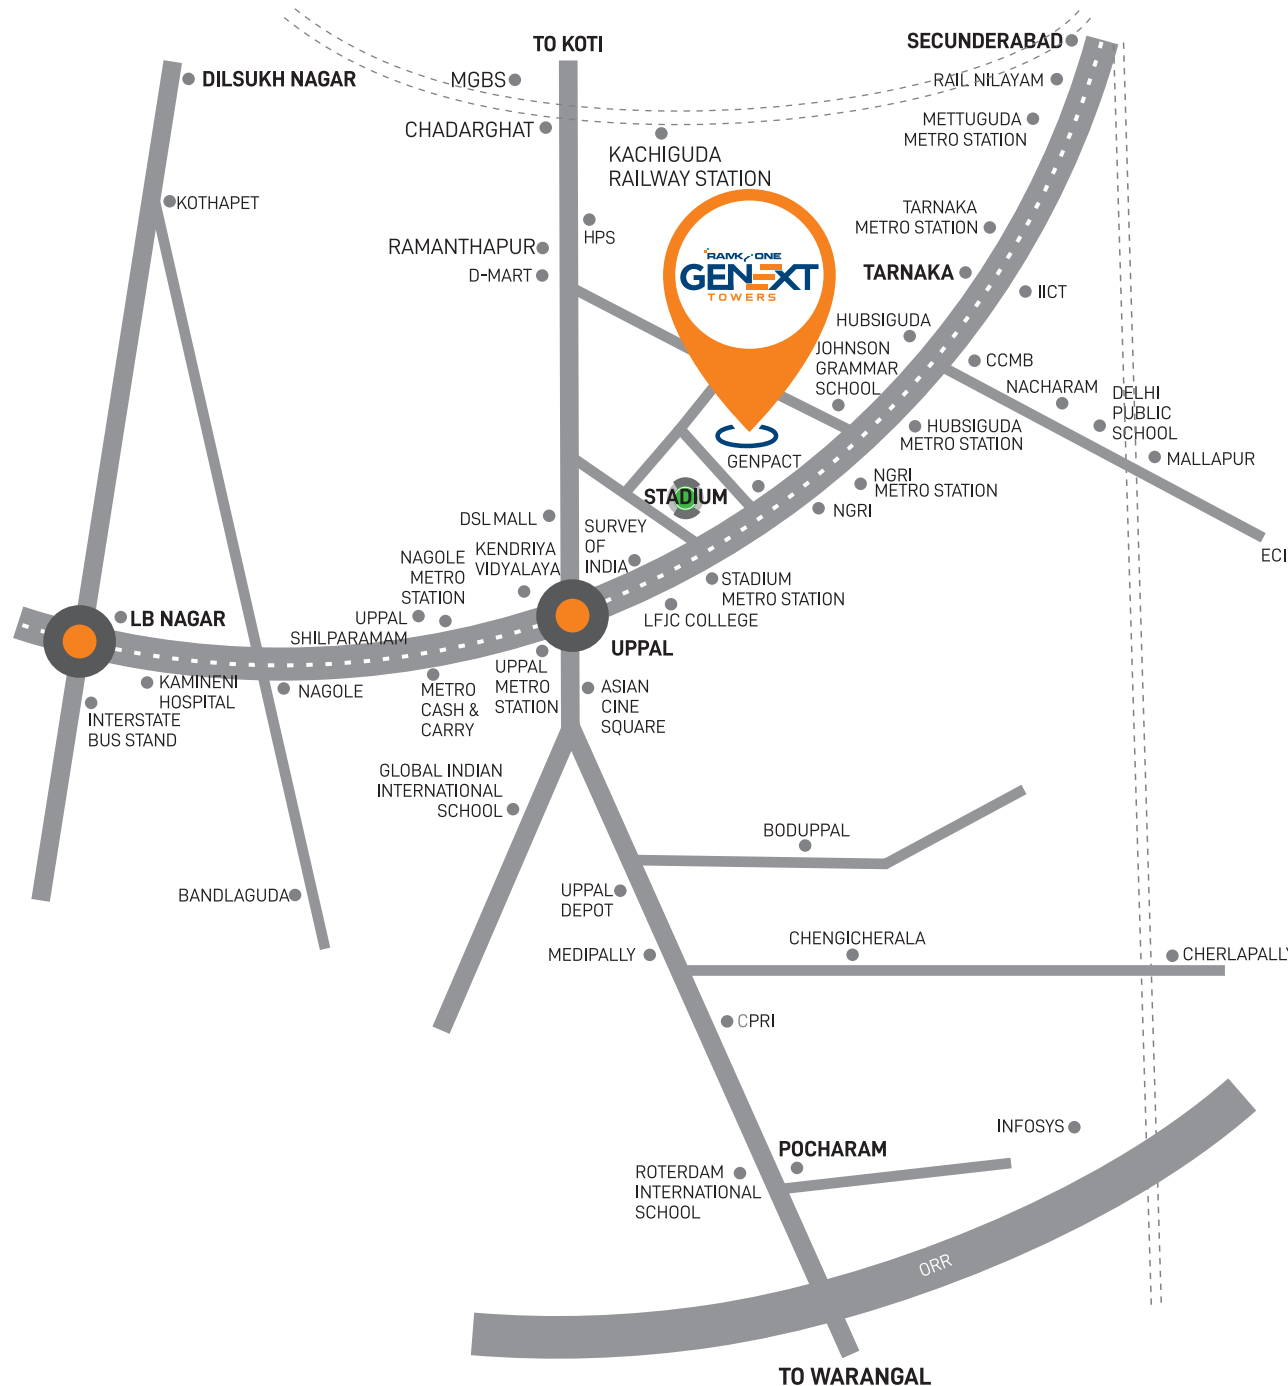 TO KOTI
SECUNDERABAD
DILSUKH NAGAR
MGBS
RAIL NILAYAM
CHADARGHAT
METTUGUDA
METRO STATION
KACHIGUDA
RAILWAY STATION
KOTHAPET
TARNAKA
METRO STATION
HPS
RAMANTHAPUR
D-MART
RAMKY ONE
GENEXT
TOWERS
TARNAKA
IICT
HUBSIGUDA
JOHNSON
GRAMMAR
SCHOOL
CCMB
NACHARAM
DELHI
PUBLIC
SCHOOL
HUBSIGUDA
METRO STATION
MALLAPUR
GENPACT
NGRI
METRO STATION
STADIUM
NGRI
DSL MALL
SURVEY
OF
INDIA
KENDRIYA
VIDYALAYA
ECI
NAGOLE
METRO
STATION
STADIUM
METRO STATION
LB NAGAR
UPPAL
SHILPARAMAM
LFJC COLLEGE
UPPAL
UPPAL
METRO
STATION
KAMINENI
HOSPITAL
NAGOLE
METRO
CASH &
CARRY
ASIAN
CINE
SQUARE
INTERSTATE
BUS STAND
GLOBAL INDIAN
INTERNATIONAL
SCHOOL
BODUPPAL
BANDLAGUDA
UPPAL
DEPOT
CHENGICHERALA
MEDIPALLY
CHERLAPALLY
CPRI
INFOSYS
POCHARAM
ROTERDAM
INTERNATIONAL
SCHOOL
ORR
TO WARANGAL